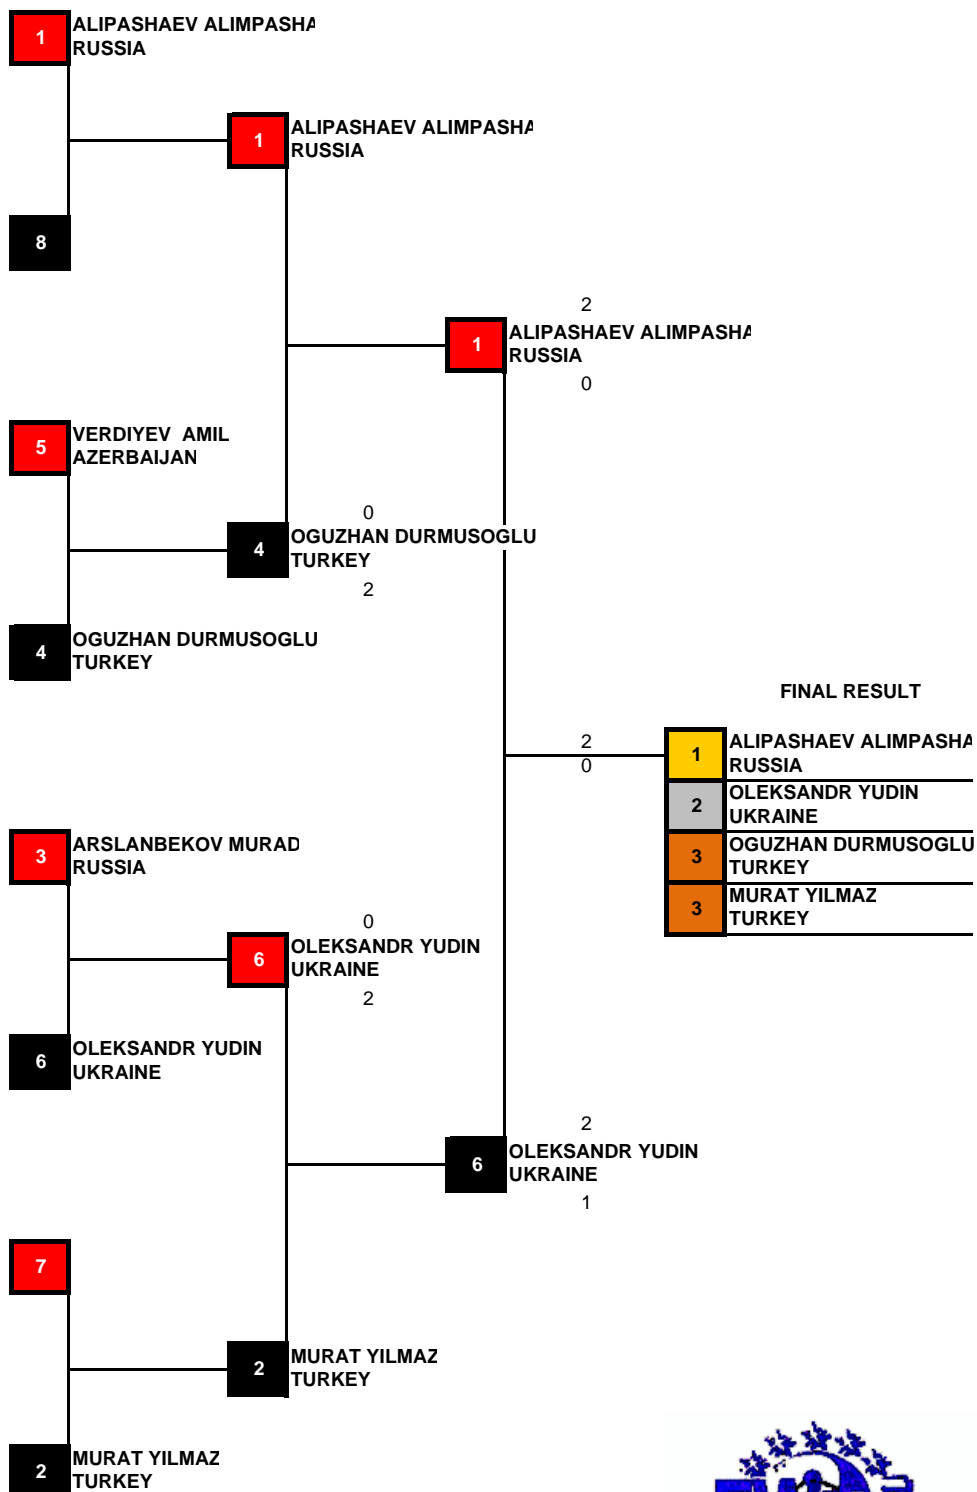 1
ALIPASHAEV ALIMPASHA
RUSSIA
1
ALIPASHAEV ALIMPASHA
RUSSIA
8
2
1
ALIPASHAEV ALIMPASHA
RUSSIA
0
5
VERDIYEV  AMIL
AZERBAIJAN
0
4
OGUZHAN DURMUSOGLU
TURKEY
2
4
OGUZHAN DURMUSOGLU
TURKEY
FINAL RESULT
2
0
1
ALIPASHAEV ALIMPASHA
RUSSIA
2
OLEKSANDR YUDIN
UKRAINE
3
OGUZHAN DURMUSOGLU
TURKEY
3
MURAT YILMAZ
TURKEY
3
ARSLANBEKOV MURAD
RUSSIA
0
6
OLEKSANDR YUDIN
UKRAINE
2
6
OLEKSANDR YUDIN
UKRAINE
2
6
OLEKSANDR YUDIN
UKRAINE
1
7
2
MURAT YILMAZ
TURKEY
2
MURAT YILMAZ
TURKEY